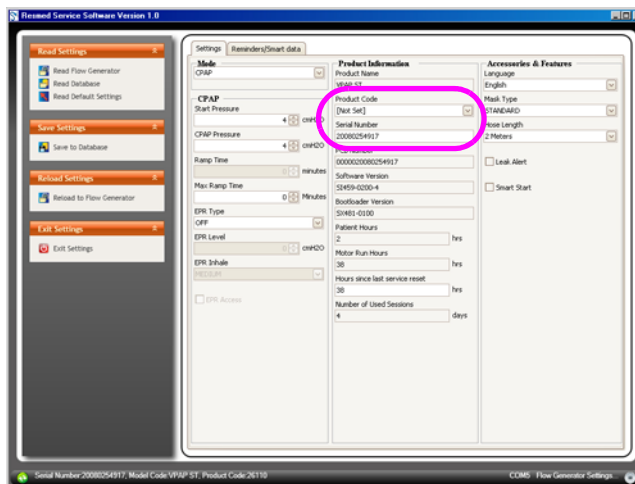 Resmed Service Software Version 1.0
Read Settings
Read Flow Generator
Read Database
Read Default Settings
Save Settings
Save to Database
Reload Settings
Reload to Flow Generator
Exit Settings
Exit Settings
Settings
Reminders/Smart data
Mode
CPAP
CPAP
Start Pressure
4 cmH2O
CPAP Pressure
4 cmH2O
Ramp Time
0 minutes
Max Ramp Time
0 Minutes
EPR Type
OFF
EPR Level
0 cmH2O
EPR Inhale
MEDIUM
EPR Access
Product Information
Product Name
VPAP ST
Product Code
[Not Set]
Serial Number
20080254917
PCB Number
0000020080254917
Software Version
SI459-0200-4
Bootloader Version
SX481-0100
Patient Hours
2 hrs
Motor Run Hours
38 hrs
Hours since last service reset
38 hrs
Number of Used Sessions
4 days
Accessories & Features
Language
English
Mask Type
STANDARD
Hose Length
2 Meters
Leak Alert
Smart Start
Serial Number:20080254917, Model Code:VPAP ST, Product Code:26110
COM5 Flow Generator Settings...